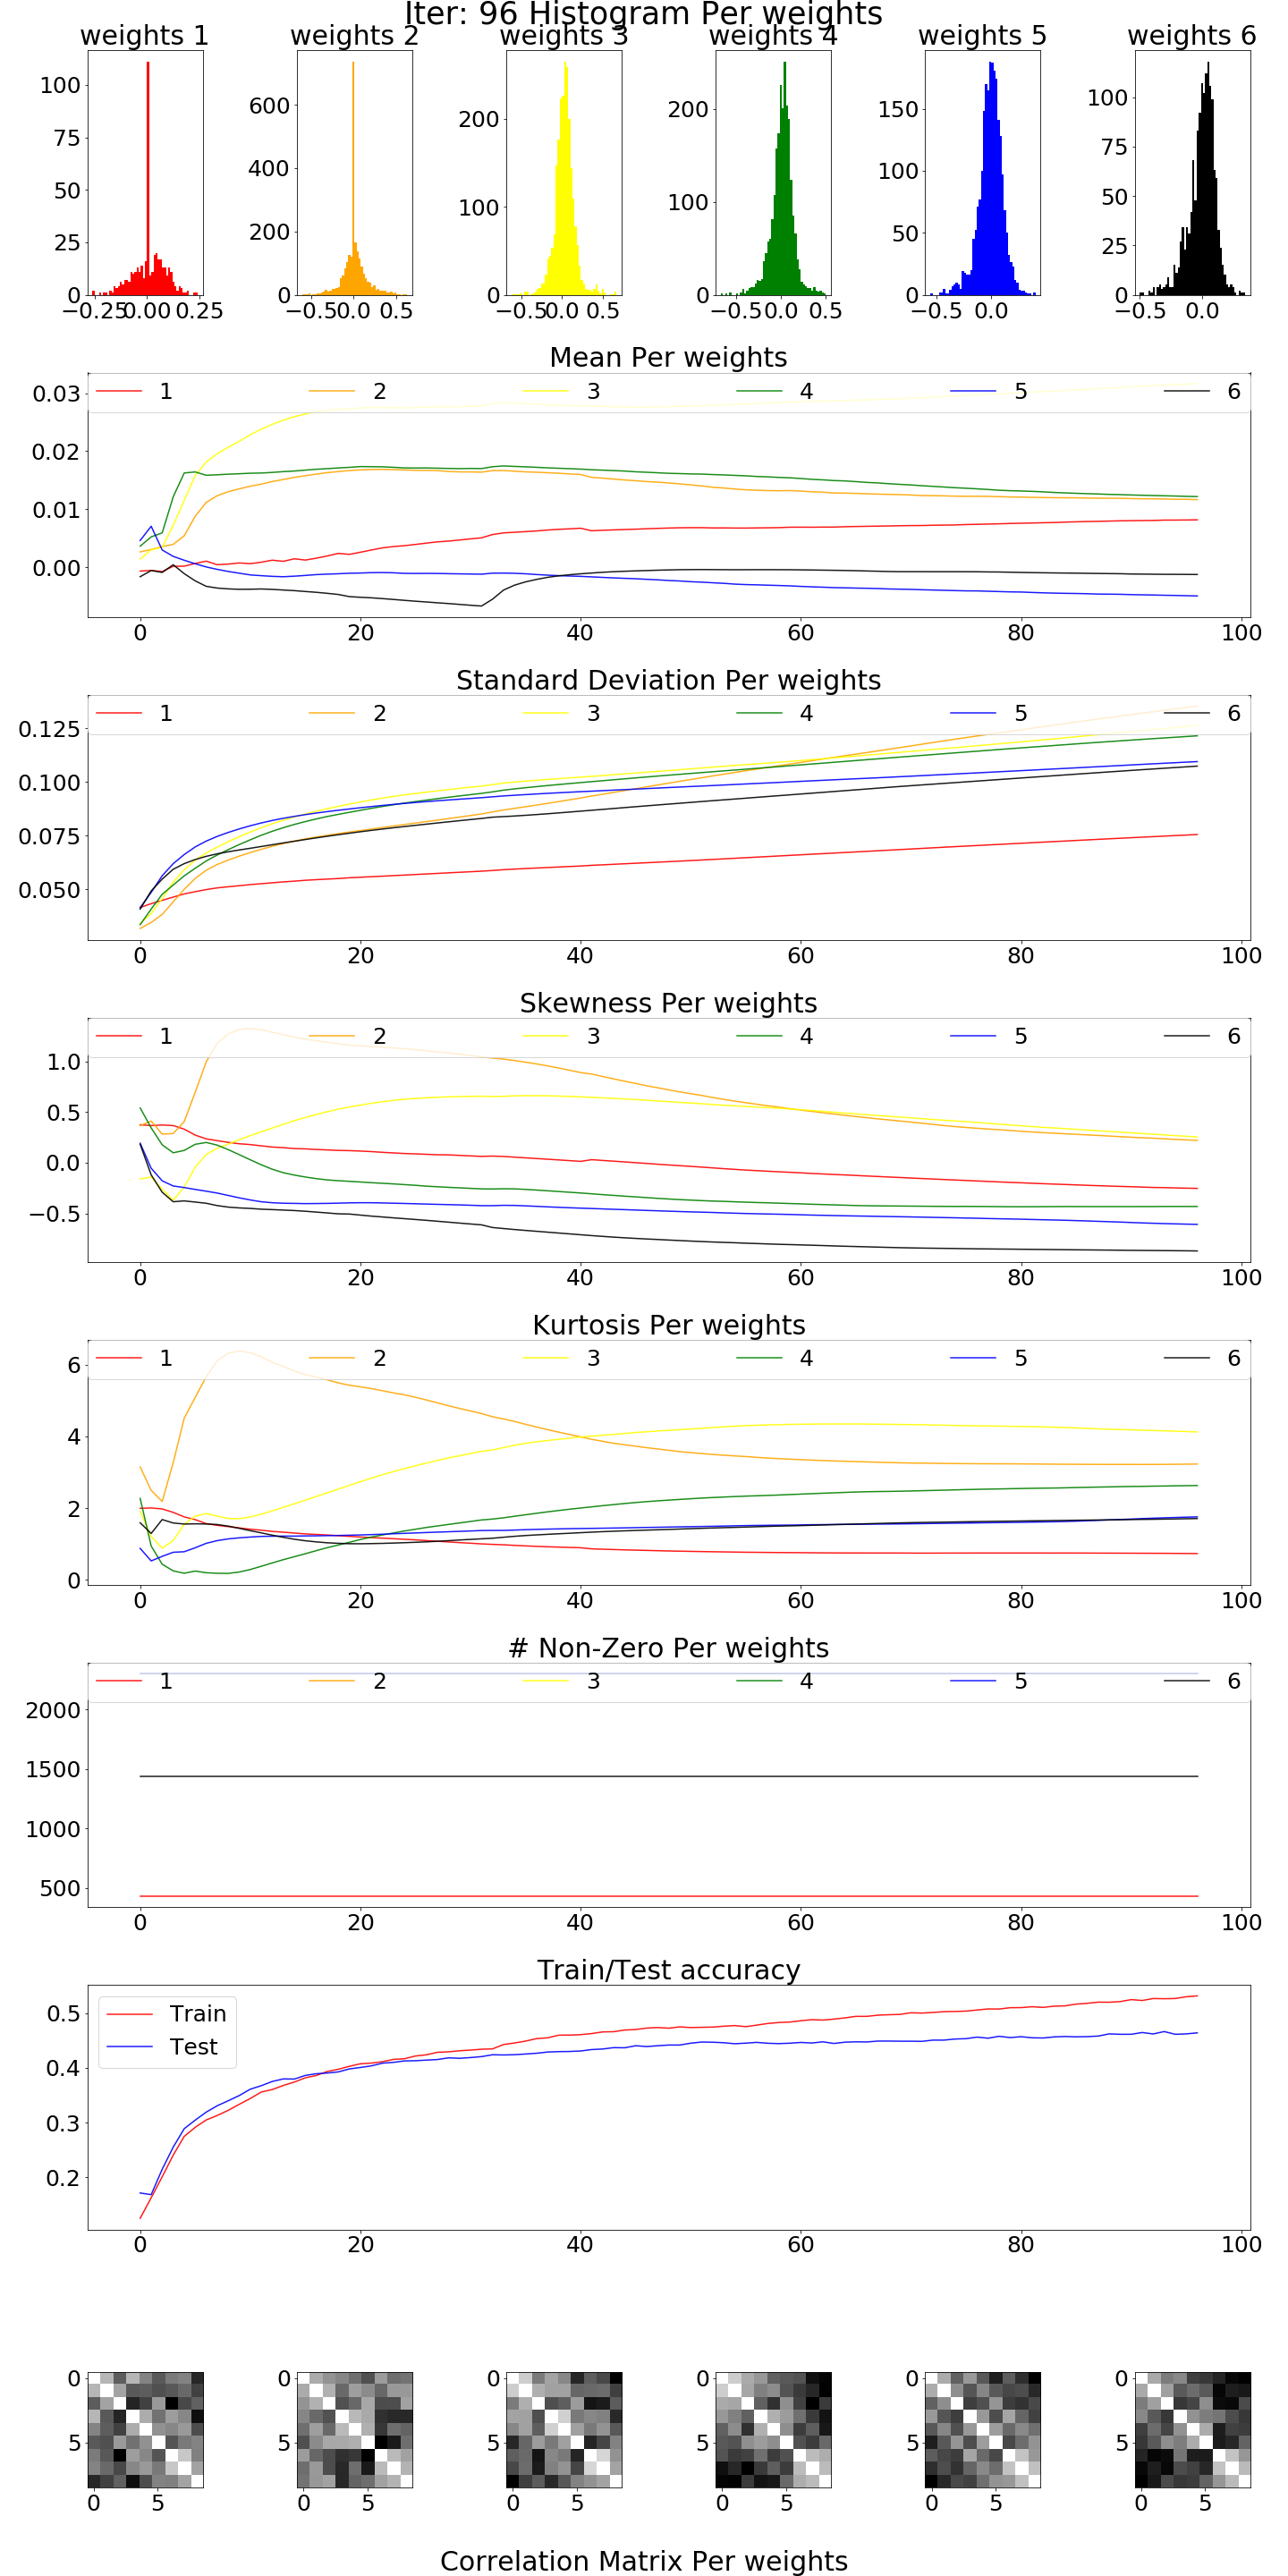 Iter: 96 Histogram Per weights
weights 1 weights 2 weights 3 weights 4 weights 5 weights 6
100 75 50 25 0
600 400 200 0
200 100 0
200 100 0
150 100 50 0
100 75 50 25 0
−0.25 0.00 0.25 −0.5 0.0 0.5 −0.5 0.0 0.5 −0.5 0.0 0.5 −0.5 0.0 −0.5 0.0
Mean Per weights
1 2 3 4 5 6
0.03
0.02
0.01
0.00
0 20 40 60 80 100
Standard Deviation Per weights
1 2 3 4 5 6
0.125
0.100
0.075
0.050
0 20 40 60 80 100
Skewness Per weights
1 2 3 4 5 6
1.0
0.5
0.0
−0.5
0 20 40 60 80 100
Kurtosis Per weights
1 2 3 4 5 6
6
4
2
0
0 20 40 60 80 100
# Non-Zero Per weights
1 2 3 4 5 6
2000
1500
1000
500
0 20 40 60 80 100
Train/Test accuracy
Train
Test
0.5
0.4
0.3
0.2
0 20 40 60 80 100
0 0 0 0 0 0
5 5 5 5 5 5
0 5 0 5 0 5 0 5 0 5 0 5
Correlation Matrix Per weights